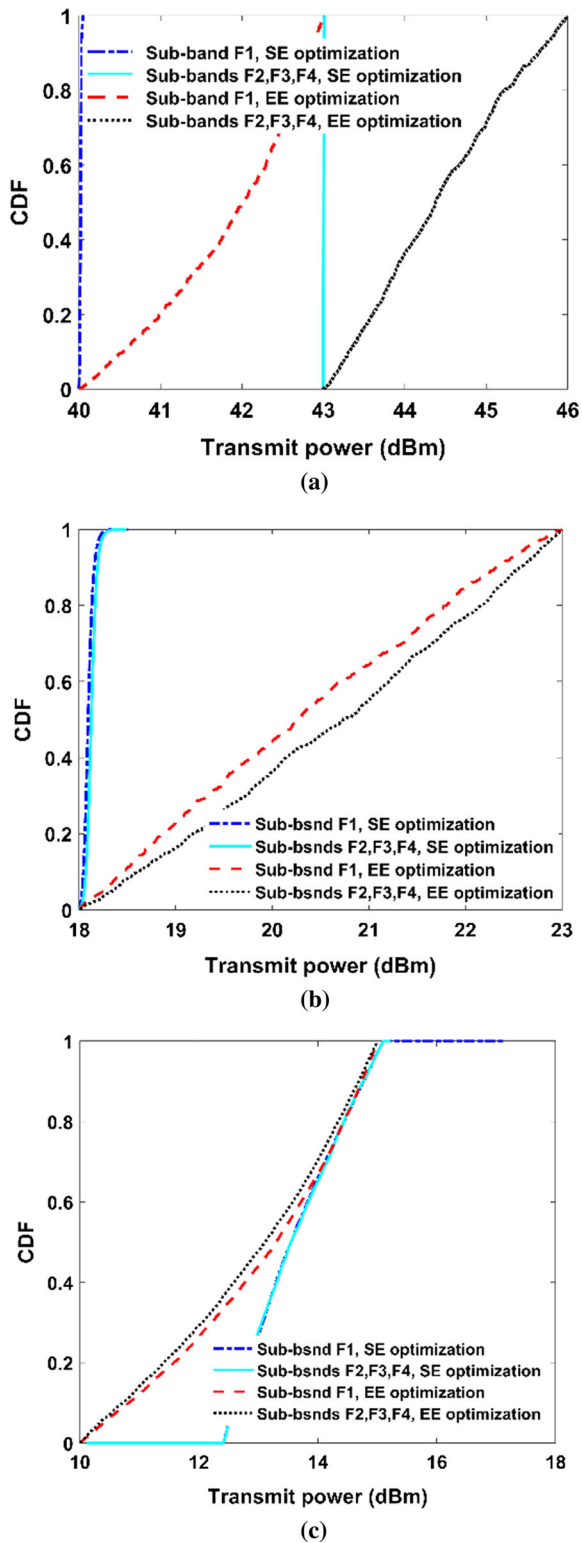 1
Sub-band F1, SE optimization
Sub-bands F2,F3,F4, SE optimization
0.8
Sub-band F1, EE optimization
Sub-bands F2,F3,F4, EE optimization
0.6
CDF
0.4
0.2
0
40 41 42 43 44 45 46
Transmit power (dBm)
(a)
1
0.8
0.6
CDF
0.4
0.2
Sub-bsnd F1, SE optimization
Sub-bsnds F2,F3,F4, SE optimization
Sub-bsnd F1, EE optimization
Sub-bsnds F2,F3,F4, EE optimization
0
18 19 20 21 22 23
Transmit power (dBm)
(b)
1
0.8
0.6
CDF
0.4
0.2
Sub-bsnd F1, SE optimization
Sub-bsnds F2,F3,F4, SE optimization
Sub-bsnd F1, EE optimization
Sub-bsnds F2,F3,F4, EE optimization
0
10 12 14 16 18
Transmit power (dBm)
(c)